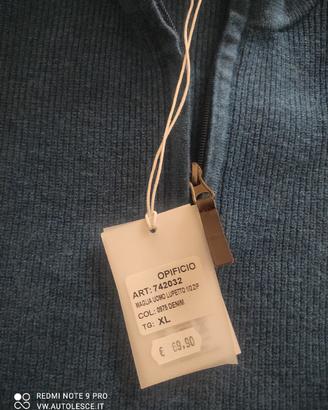 OPIFICIO
ART: 742032
MAGLIA UOMO LUPETTO 1/2 ZIP
COL: 0975 DENIM
TG: XL
€ 69,90
REDMI NOTE 9 PRO
VW.AUTOLESCE.IT